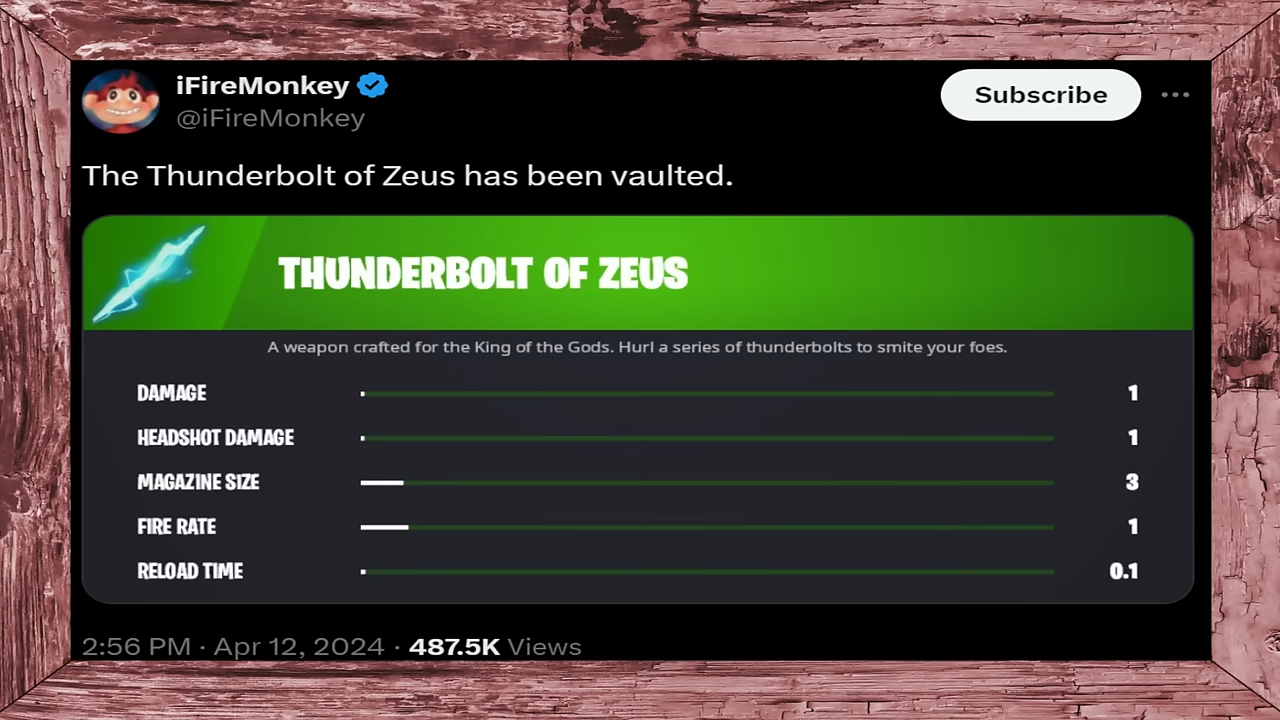 iFireMonkey
@iFireMonkey
Subscribe
The Thunderbolt of Zeus has been vaulted.
THUNDERBOLT OF ZEUS
A weapon crafted for the King of the Gods. Hurl a series of thunderbolts to smite your foes.
DAMAGE 1
HEADSHOT DAMAGE 1
MAGAZINE SIZE 3
FIRE RATE 1
RELOAD TIME 0.1
2:56 PM · Apr 12, 2024 · 487.5K Views